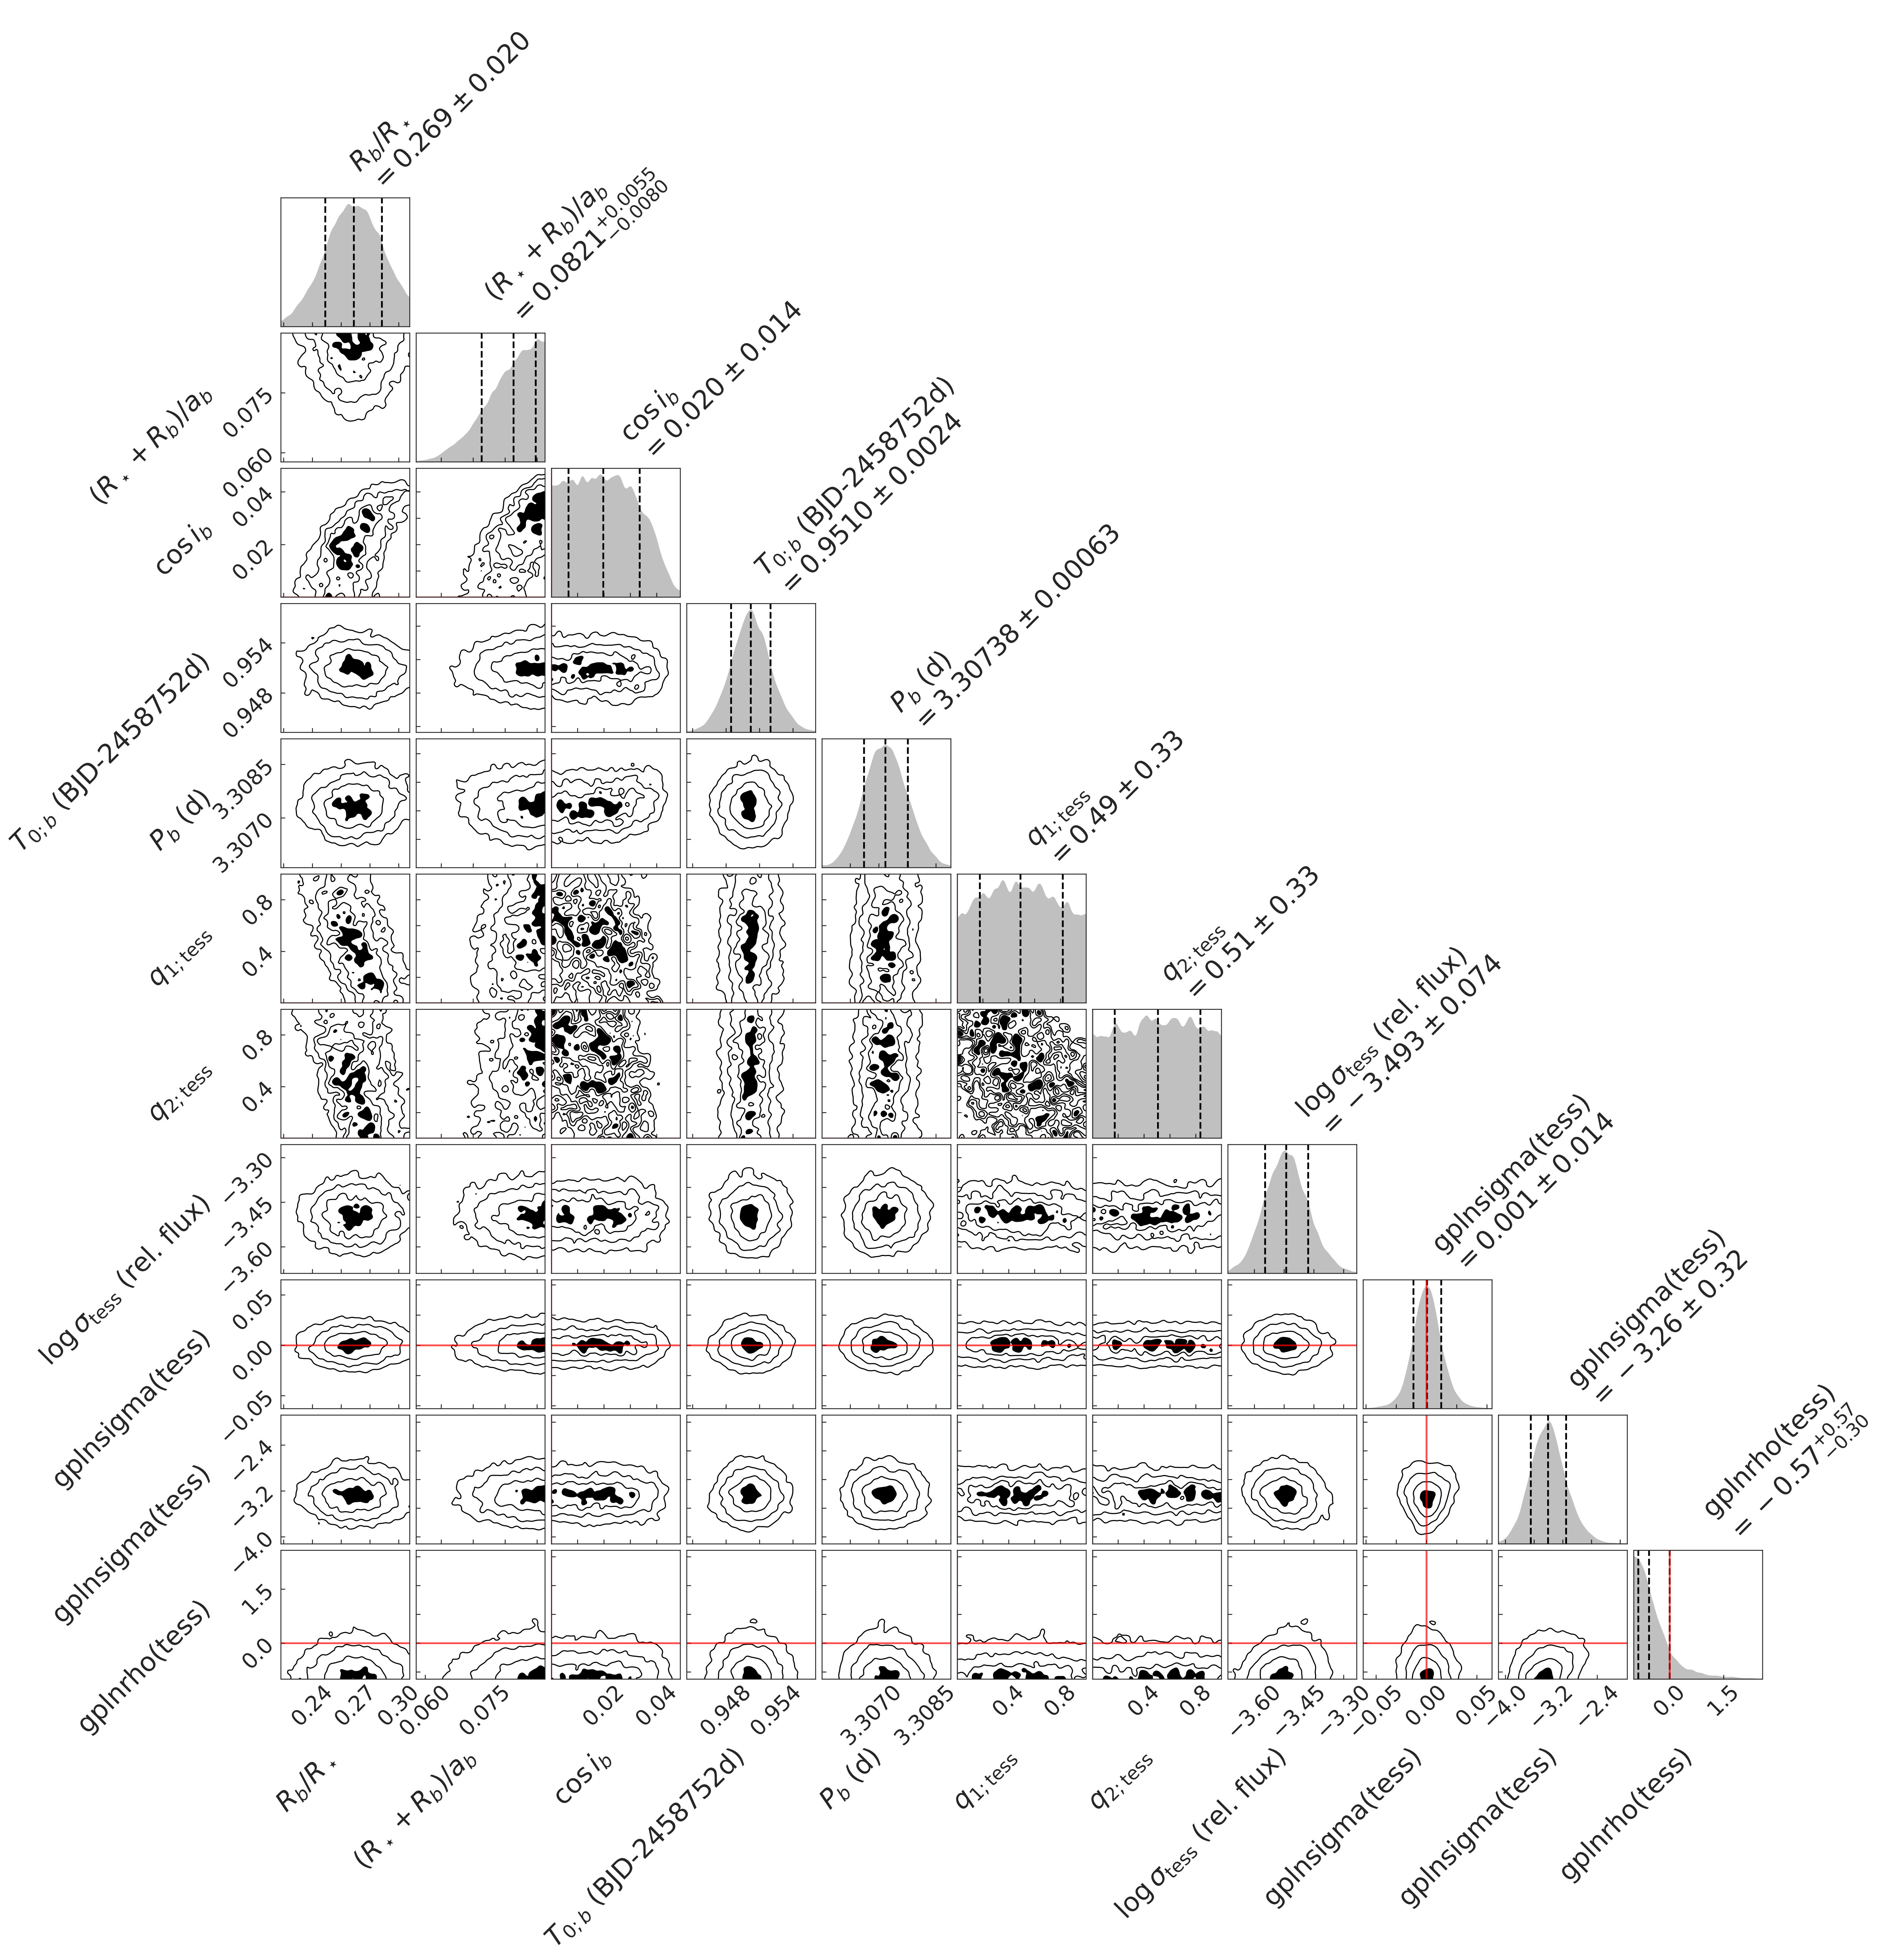 R_b/R_⋆
= 0.269 ± 0.020
(R_⋆ + R_b)/a_b
= 0.0821^{+0.0055}_{−0.0080}
cos i_b
= 0.020 ± 0.014
T_{0;b} (BJD-2458752d)
= 0.9510 ± 0.0024
P_b (d)
= 3.30738 ± 0.00063
q_{1;tess}
= 0.49 ± 0.33
q_{2;tess}
= 0.51 ± 0.33
log σ_tess (rel. flux)
= −3.493 ± 0.074
gplnsigma(tess)
= 0.001 ± 0.014
gplnsigma(tess)
= −3.26 ± 0.32
gplnrho(tess)
= −0.57^{+0.57}_{−0.30}
(R_⋆ + R_b)/a_b
0.075
0.060
cos i_b
0.04
0.02
T_{0;b} (BJD-2458752d)
0.954
0.948
P_b (d)
3.3085
3.3070
q_{1;tess}
0.8
0.4
q_{2;tess}
0.8
0.4
log σ_tess (rel. flux)
−3.30
−3.45
−3.60
gplnsigma(tess)
0.05
0.00
−0.05
gplnsigma(tess)
−2.4
−3.2
−4.0
gplnrho(tess)
1.5
0.0
0.24 0.27 0.30
0.060 0.075
0.02 0.04
0.948 0.954
3.3070 3.3085
0.4 0.8
0.4 0.8
−3.60 −3.45 −3.30
−0.05 0.00 0.05
−4.0 −3.2 −2.4
0.0 1.5
R_b/R_⋆
(R_⋆ + R_b)/a_b
cos i_b
T_{0;b} (BJD-2458752d)
P_b (d)
q_{1;tess}
q_{2;tess}
log σ_tess (rel. flux)
gplnsigma(tess)
gplnsigma(tess)
gplnrho(tess)